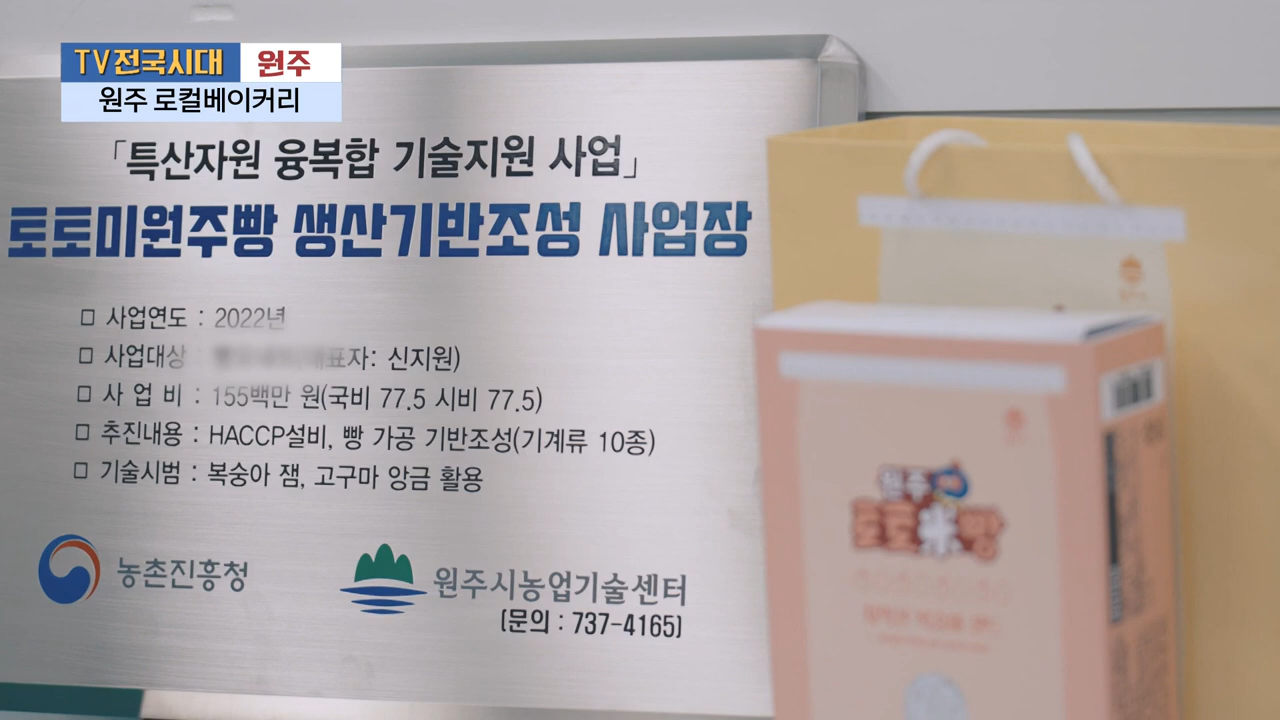 TV전국시대 원주
원주 로컬베이커리
「특산자원 융복합 기술지원 사업」
토토미원주빵 생산기반조성 사업장
□ 사업연도 : 2022년
□ 사업대상 : 표자: 신지원)
□ 사 업 비 : 155백만 원(국비 77.5 시비 77.5)
□ 추진내용 : HACCP설비, 빵 가공 기반조성(기계류 10종)
□ 기술시범 : 복숭아 잼, 고구마 앙금 활용
농촌진흥청
원주시농업기술센터
(문의 : 737-4165)
원주
토토米빵